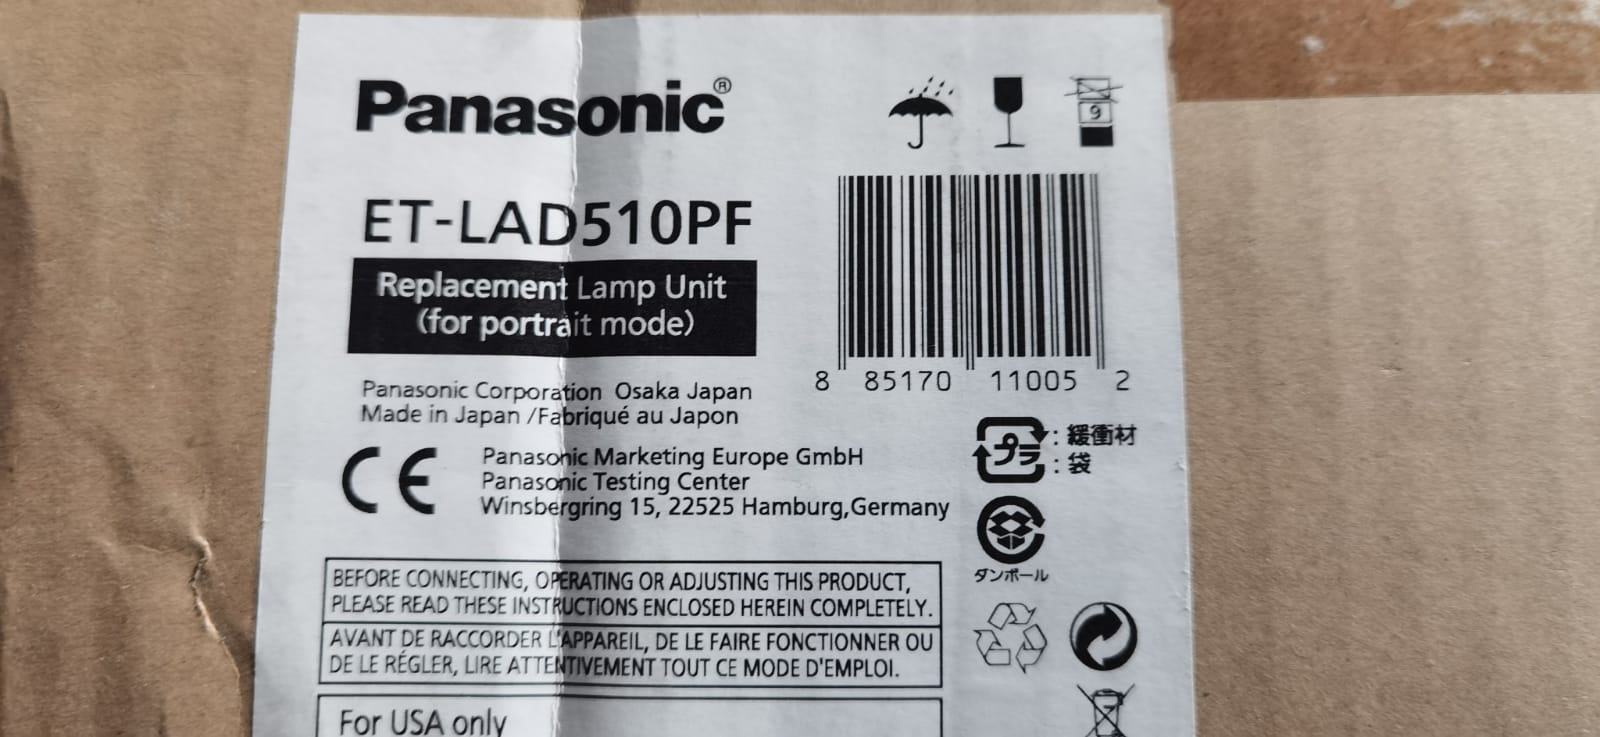 Panasonic®
ET-LAD510PF
Replacement Lamp Unit
(for portrait mode)
Panasonic Corporation Osaka Japan
Made in Japan /Fabriqué au Japon
CE
Panasonic Marketing Europe GmbH
Panasonic Testing Center
Winsbergring 15, 22525 Hamburg,Germany
BEFORE CONNECTING, OPERATING OR ADJUSTING THIS PRODUCT,
PLEASE READ THESE INSTRUCTIONS ENCLOSED HEREIN COMPLETELY.
AVANT DE RACCORDER L'APPAREIL, DE LE FAIRE FONCTIONNER OU
DE LE RÉGLER, LIRE ATTENTIVEMENT TOUT CE MODE D'EMPLOI.
For USA only
9
8 85170 11005 2
プラ : 緩衝材
: 袋
ダンボール